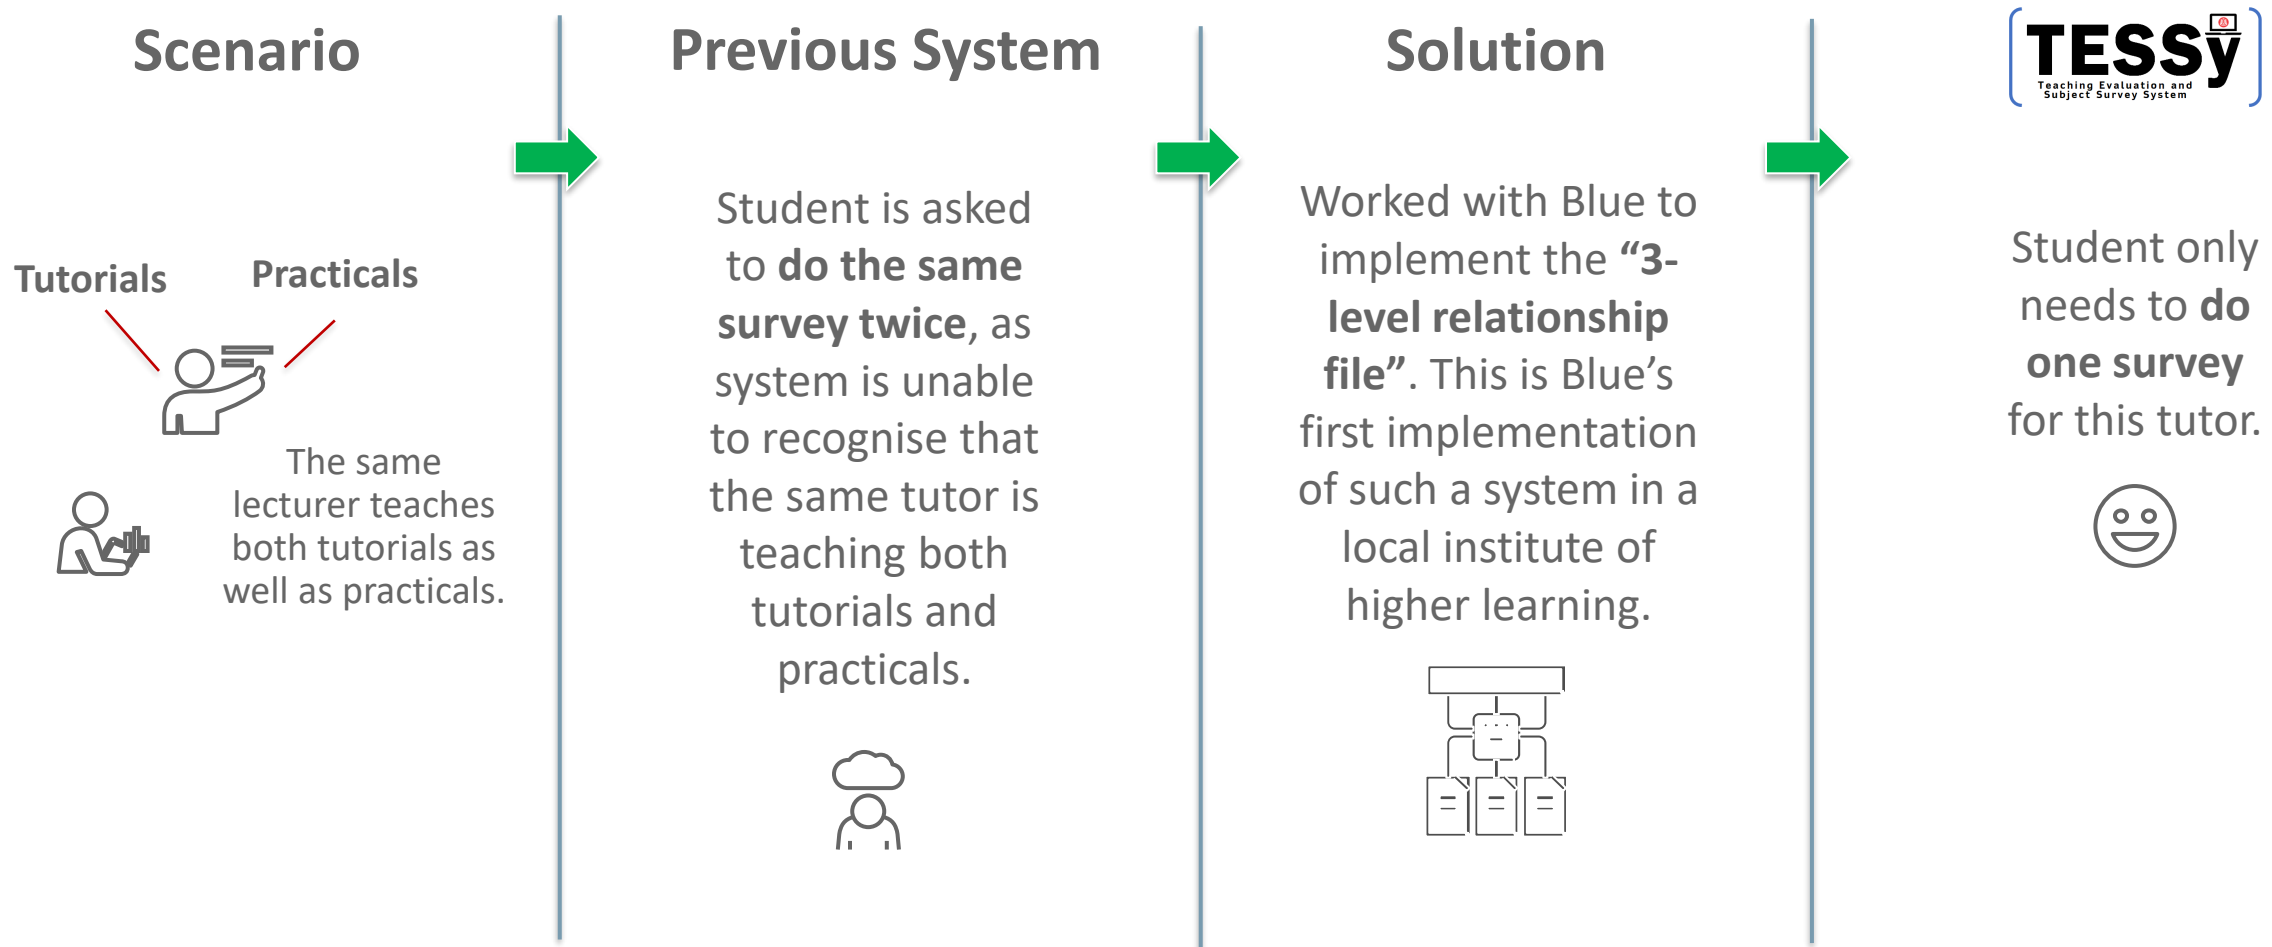 Scenario
Tutorials
Practicals
The same
lecturer teaches
both tutorials as
well as practicals.
Previous System
Student is asked
to do the same
survey twice, as
system is unable
to recognise that
the same tutor is
teaching both
tutorials and
practicals.
Solution
Worked with Blue to
implement the “3-
level relationship
file”. This is Blue’s
first implementation
of such a system in a
local institute of
higher learning.
TESSy
Teaching Evaluation and
Subject Survey System
Student only
needs to do
one survey
for this tutor.